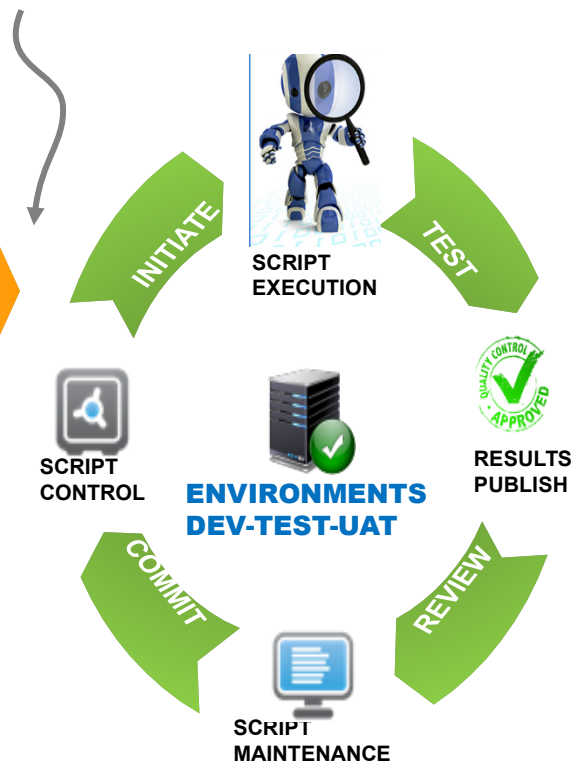 INITIATE
SCRIPT
EXECUTION
TEST
QUALITY CONTROL
APPROVED
RESULTS
PUBLISH
SCRIPT
CONTROL
ENVIRONMENTS
DEV-TEST-UAT
COMMIT
REVIEW
SCRIPT
MAINTENANCE